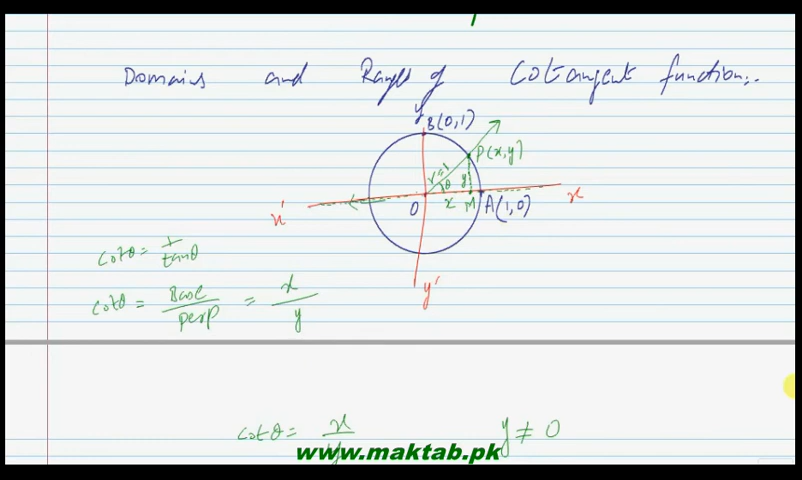 Domains and Range of Cotangent function:.
y
B(0,1)
P(x,y)
r=1
θ
y
x' O x M A(1,0) x
y'
cotθ = 1/tanθ
cotθ = Base/perp = x/y
cotθ = x/y y ≠ 0
www.maktab.pk